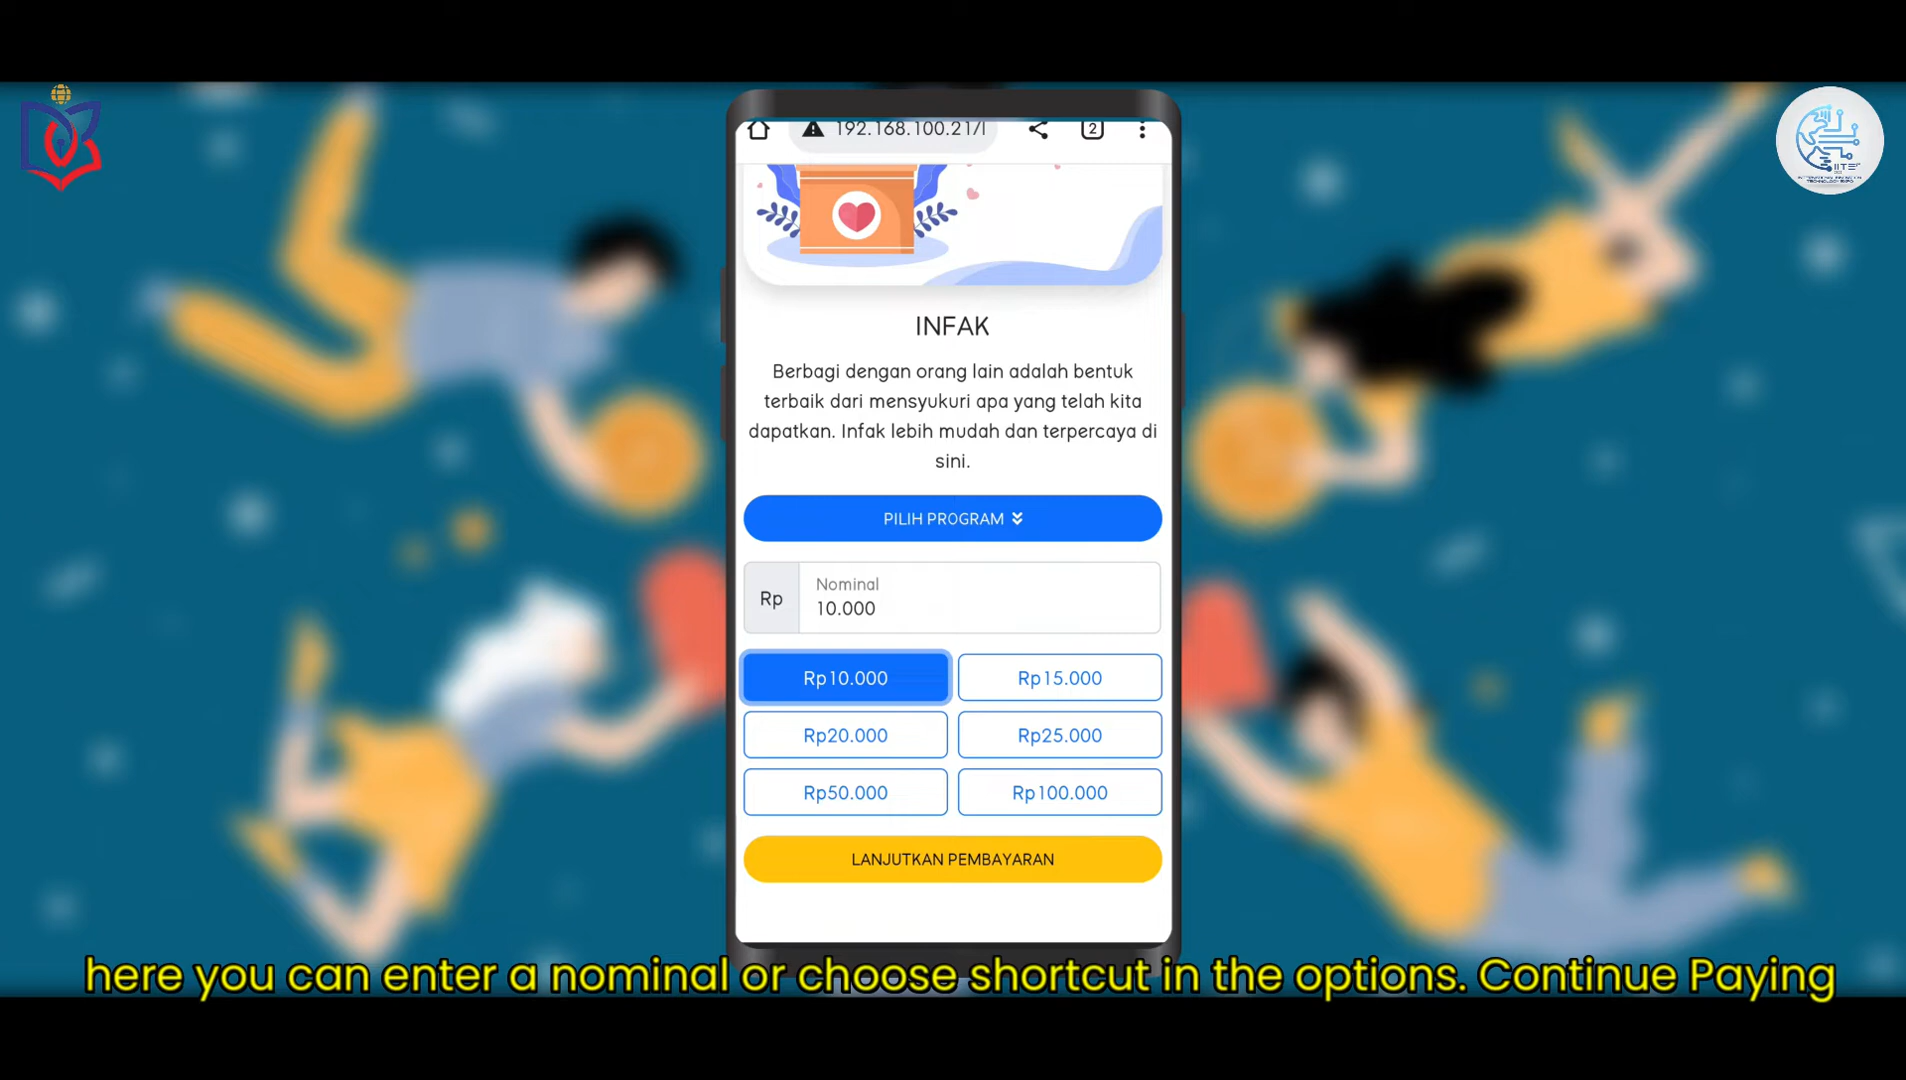 192.168.100.21/l
2
INFAK
Berbagi dengan orang lain adalah bentuk
terbaik dari mensyukuri apa yang telah kita
dapatkan. Infak lebih mudah dan terpercaya di
sini.
PILIH PROGRAM
Rp
Nominal
10.000
Rp10.000
Rp15.000
Rp20.000
Rp25.000
Rp50.000
Rp100.000
LANJUTKAN PEMBAYARAN
here you can enter a nominal or choose shortcut in the options. Continue Paying